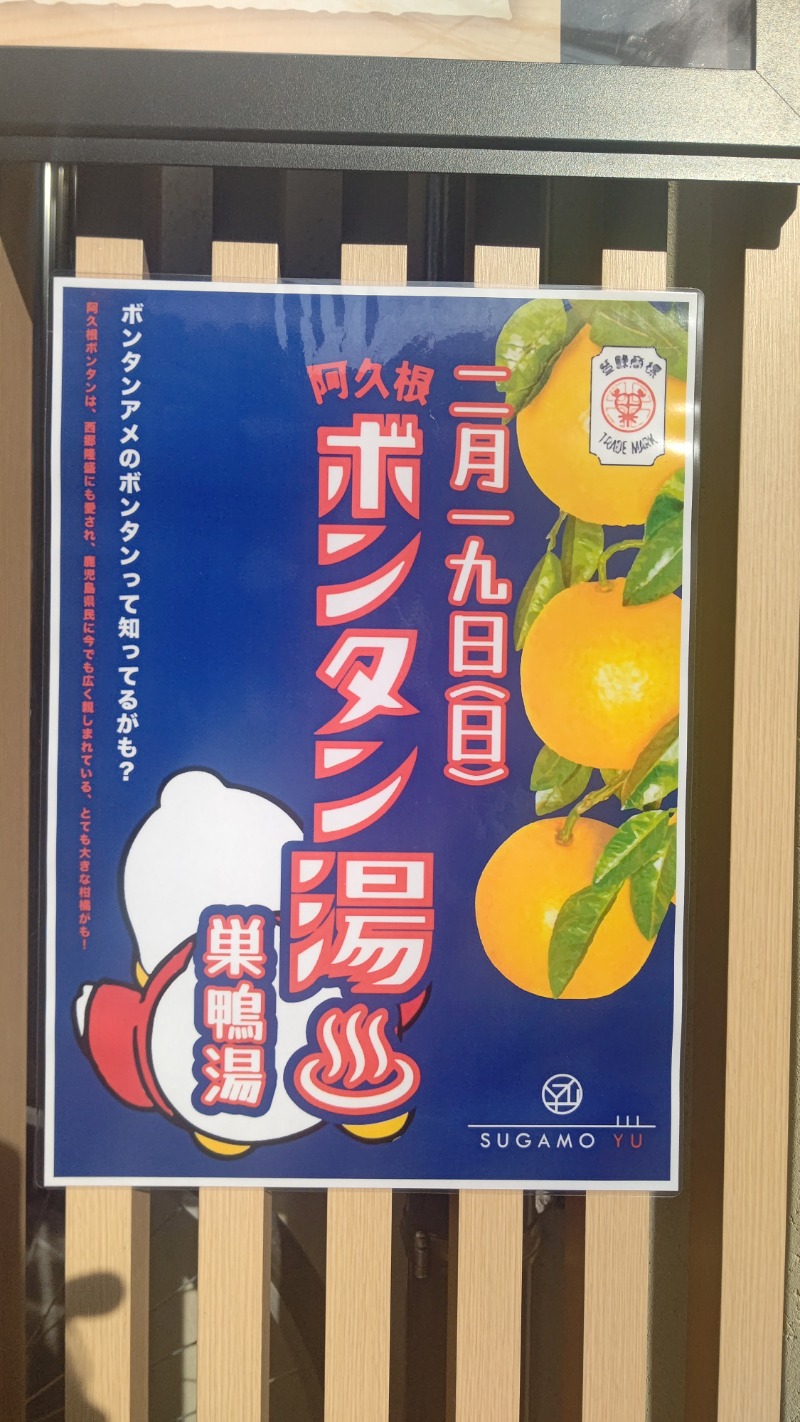 登録商標
TRADE MARK
二月一九日(日)
阿久根
ボンタン湯
巣鴨湯
ボンタンアメのボンタンって知ってるがも?
阿久根ボンタンは、西郷隆盛にも愛され、鹿児島県民に今でも広く親しまれている、とても大きな柑橘がも!
SUGAMO YU